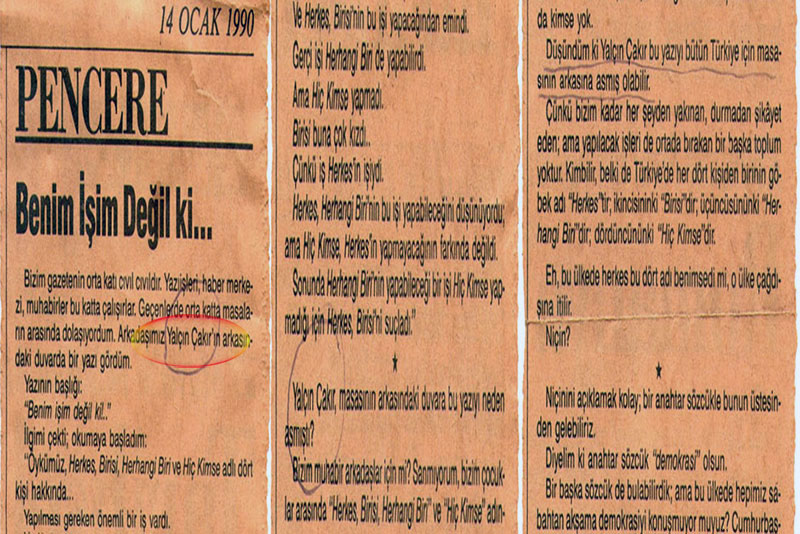 14 OCAK 1990
PENCERE
Benim İşim Değil ki...
Bizim gazetenin orta katı cıvıl cıvıldır. Yazıişleri, haber merke-
zi, muhabirler bu katta çalışırlar. Geçenlerde orta katta masala-
rın arasında dolaşıyordum. Arkadaşımız Yalçın Çakır'ın arkasın-
daki duvarda bir yazı gördüm.
Yazının başlığı:
"Benim işim değil ki!.."
İlgimi çekti; okumaya başladım:
"Öykümüz, Herkes, Birisi, Herhangi Biri ve Hiç Kimse adlı dört
kişi hakkında...
Yapılması gereken önemli bir iş vardı.
Ve Herkes, Birisi'nin bu işi yapacağından emindi.
Gerçi işi Herhangi Biri de yapabilirdi.
Ama Hiç Kimse yapmadı.
Birisi buna çok kızdı..
Çünkü iş Herkes'in işiydi.
Herkes, Herhangi Biri'nin bu işi yapabileceğini düşünüyordu;
ama Hiç Kimse, Herkes'in yapmayacağının farkında değildi.
Sonunda Herhangi Biri'nin yapabileceği bir işi Hiç Kimse yap-
madığı için Herkes, Birisi'ni suçladı."
★
Yalçın Çakır, masasının arkasındaki duvara bu yazıyı neden
asmıştı?
Bizim muhabir arkadaşlar için mi? Sanmıyorum, bizim çocuk-
lar arasında "Herkes, Birisi, Herhangi Biri" ve "Hiç Kimse" adın-
da kimse yok.
Düşündüm ki Yalçın Çakır bu yazıyı bütün Türkiye için masa-
sının arkasına asmış olabilir.
Çünkü bizim kadar her şeyden yakınan, durmadan şikâyet
eden; ama yapılacak işleri de ortada bırakan bir başka toplum
yoktur. Kimbilir, belki de Türkiye'de her dört kişiden birinin gö-
bek adı "Herkes"tir; ikincisininki "Birisi"dir; üçüncüsününki "Her-
hangi Biri"dir; dördüncününki "Hiç Kimse"dir.
Eh, bu ülkede herkes bu dört adı benimsedi mi, o ülke çağdı-
şına itilir.
Niçin?
★
Niçinini açıklamak kolay; bir anahtar sözcükle bunun üstesin-
den gelebiliriz.
Diyelim ki anahtar sözcük "demokrasi" olsun.
Bir başka sözcük de bulabilirdik; ama bu ülkede hepimiz sa-
bahtan akşama demokrasiyi konuşmuyor muyuz? Cumhurbaş-